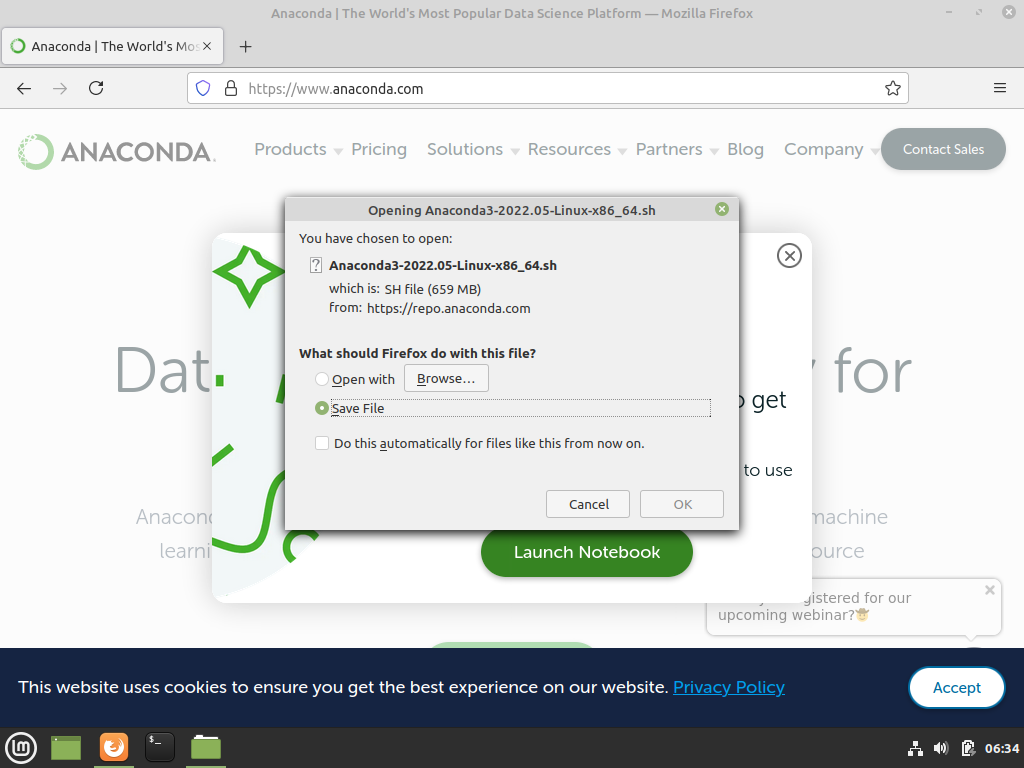 Anaconda | The World's Most Popular Data Science Platform — Mozilla Firefox
Anaconda | The World's Mos
https://www.anaconda.com
ANACONDA.
Products Pricing Solutions Resources Partners Blog Company Contact Sales
Opening Anaconda3-2022.05-Linux-x86_64.sh
You have chosen to open:
? Anaconda3-2022.05-Linux-x86_64.sh
which is: SH file (659 MB)
from: https://repo.anaconda.com
What should Firefox do with this file?
Open with Browse...
Save File
Do this automatically for files like this from now on.
Cancel OK
Dat for
get
to use
Anacon machine
learni ource
Launch Notebook
gistered for our
upcoming webinar?🤠
This website uses cookies to ensure you get the best experience on our website. Privacy Policy
Accept
lm $_ 06:34